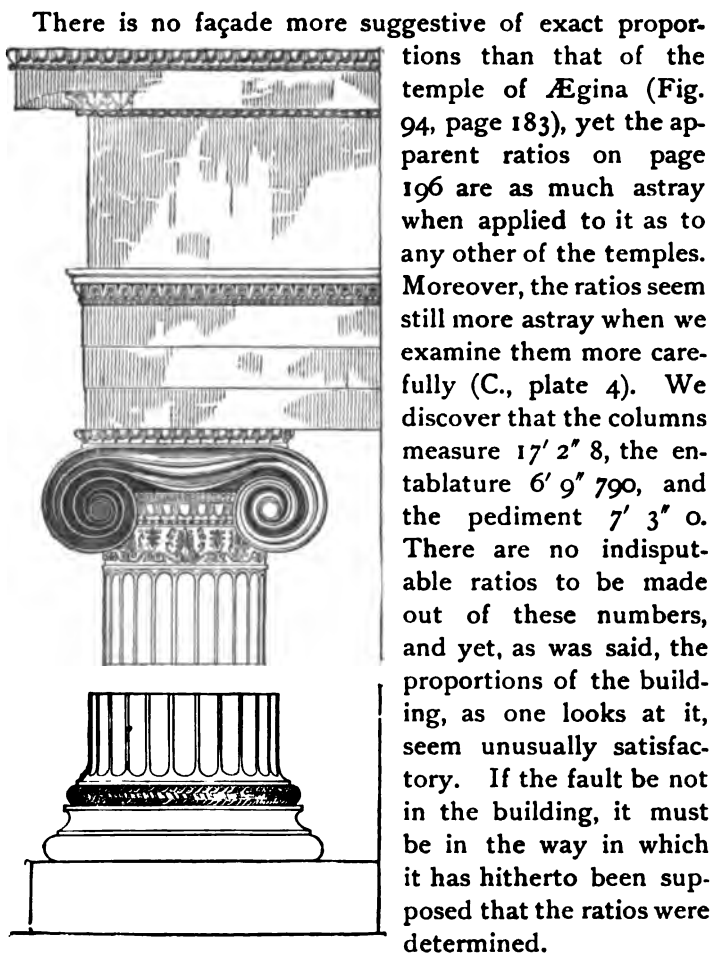 There is no façade more suggestive of exact propor-
tions than that of the
temple of Ægina (Fig.
94, page 183), yet the ap-
parent ratios on page
196 are as much astray
when applied to it as to
any other of the temples.
Moreover, the ratios seem
still more astray when we
examine them more care-
fully (C., plate 4). We
discover that the columns
measure 17′ 2″ 8, the en-
tablature 6′ 9″ 790, and
the pediment 7′ 3″ 0.
There are no indisput-
able ratios to be made
out of these numbers,
and yet, as was said, the
proportions of the build-
ing, as one looks at it,
seem unusually satisfac-
tory. If the fault be not
in the building, it must
be in the way in which
it has hitherto been sup-
posed that the ratios were
determined.